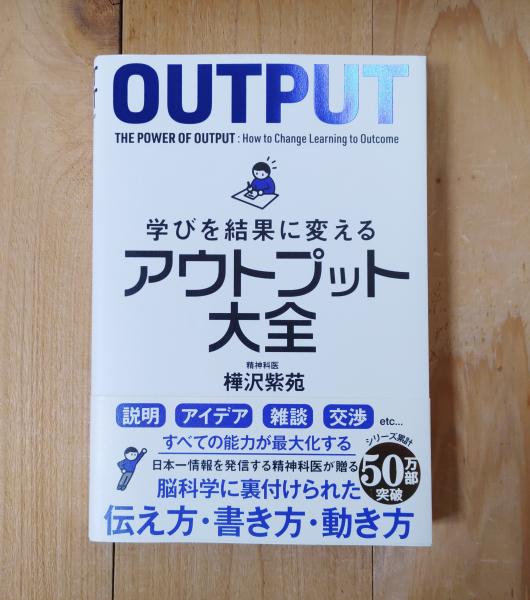 OUTPUT
THE POWER OF OUTPUT : How to Change Learning to Outcome
学びを結果に変える
アウトプット
大全
精神科医
樺沢紫苑
説明 アイデア 雑談 交渉 etc...
すべての能力が最大化する
日本一情報を発信する精神科医が贈る
脳科学に裏付けられた
伝え方・書き方・動き方
シリーズ累計
50万部
突破